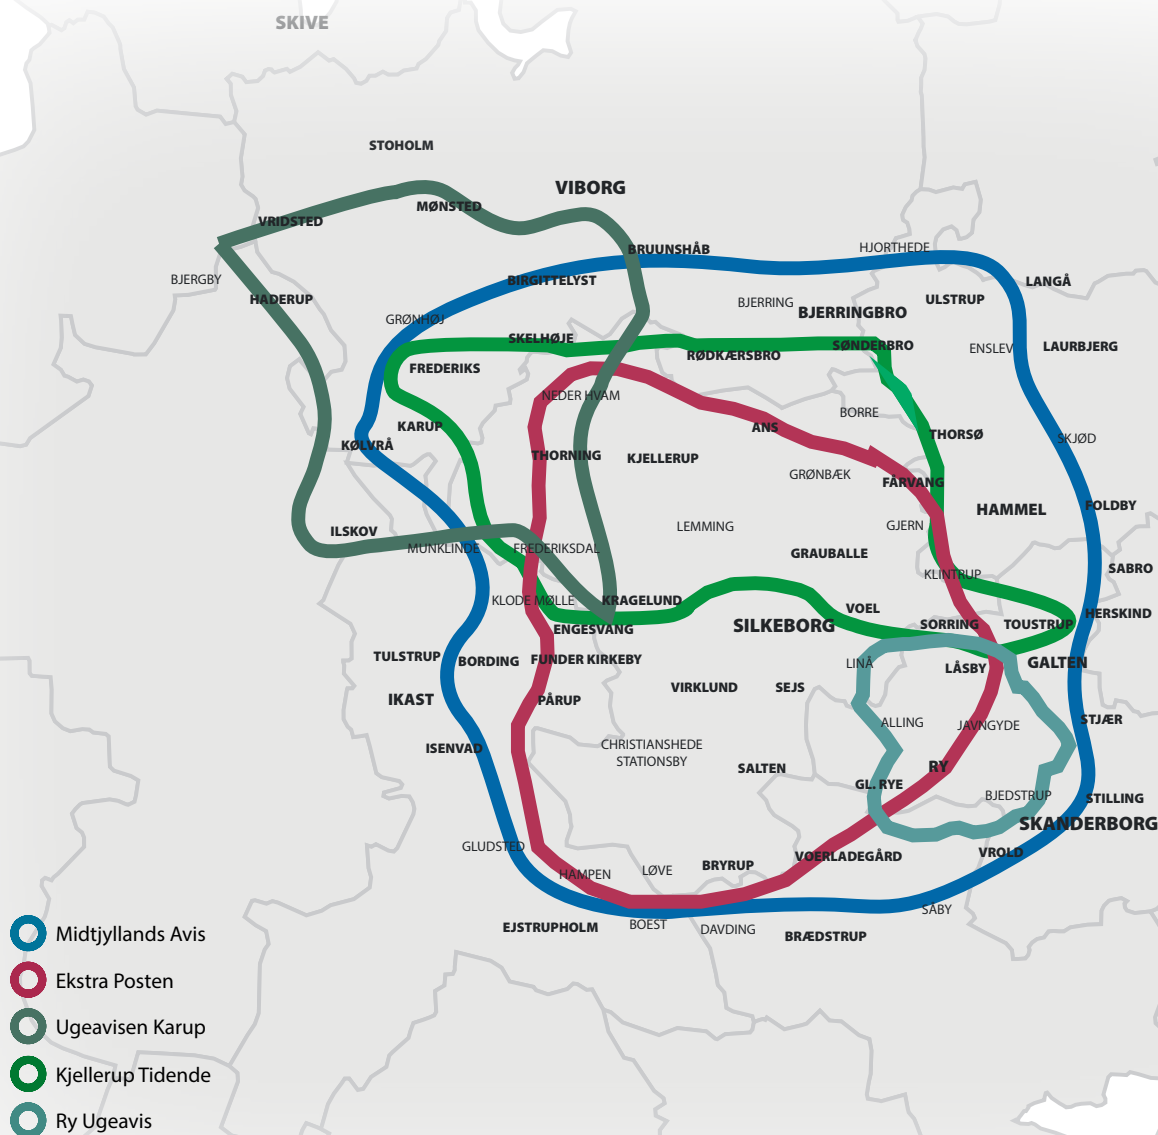 SKIVE
STOHOLM
VIBORG
MØNSTED
VRIDSTED
BRUUNSHÅB
HJORTHEDE
BJERGBY
BIRGITTELYST
LANGÅ
HADERUP
BJERRING
ULSTRUP
BJERRINGBRO
GRØNHØJ
SKELHØJE
SØNDERBRO
ENSLEV
LAURBJERG
RØDKÆRSBRO
FREDERIKS
NEDER HVAM
BORRE
KARUP
ANS
THORSØ
SKJØD
KØLVRÅ
THORNING
KJELLERUP
GRØNBÆK
FÅRVANG
FOLDBY
HAMMEL
LEMMING
GJERN
ILSKOV
MUNKLINDE
FREDERIKSDAL
GRAUBALLE
SABRO
KLINTRUP
KLODE MØLLE
KRAGELUND
VOEL
HERSKIND
ENGESVANG
SILKEBORG
SORRING
TOUSTRUP
TULSTRUP
BORDING
FUNDER KIRKEBY
LINÅ
LÅSBY
GALTEN
IKAST
PÅRUP
VIRKLUND
SEJS
ALLING
JAVNGYDE
STJÆR
ISENVAD
CHRISTIANSHEDE
STATIONSBY
SALTEN
RY
GL. RYE
BJEDSTRUP
STILLING
SKANDERBORG
GLUDSTED
VROLD
HAMPEN
LØVE
BRYRUP
VOERLADEGÅRD
SÅBY
EJSTRUPHOLM
BOEST
DAVDING
BRÆDSTRUP
Midtjyllands Avis
Ekstra Posten
Ugeavisen Karup
Kjellerup Tidende
Ry Ugeavis